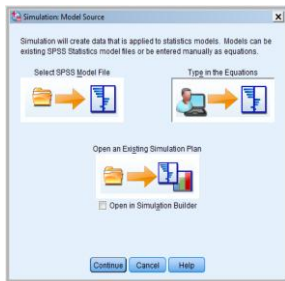 Simulation: Model Source
Simulation will create data that is applied to statistics models. Models can be
existing SPSS Statistics model files or be entered manually as equations.
Select SPSS Model File
Type in the Equations
Open an Existing Simulation Plan
Open in Simulation Builder
Continue
Cancel
Help